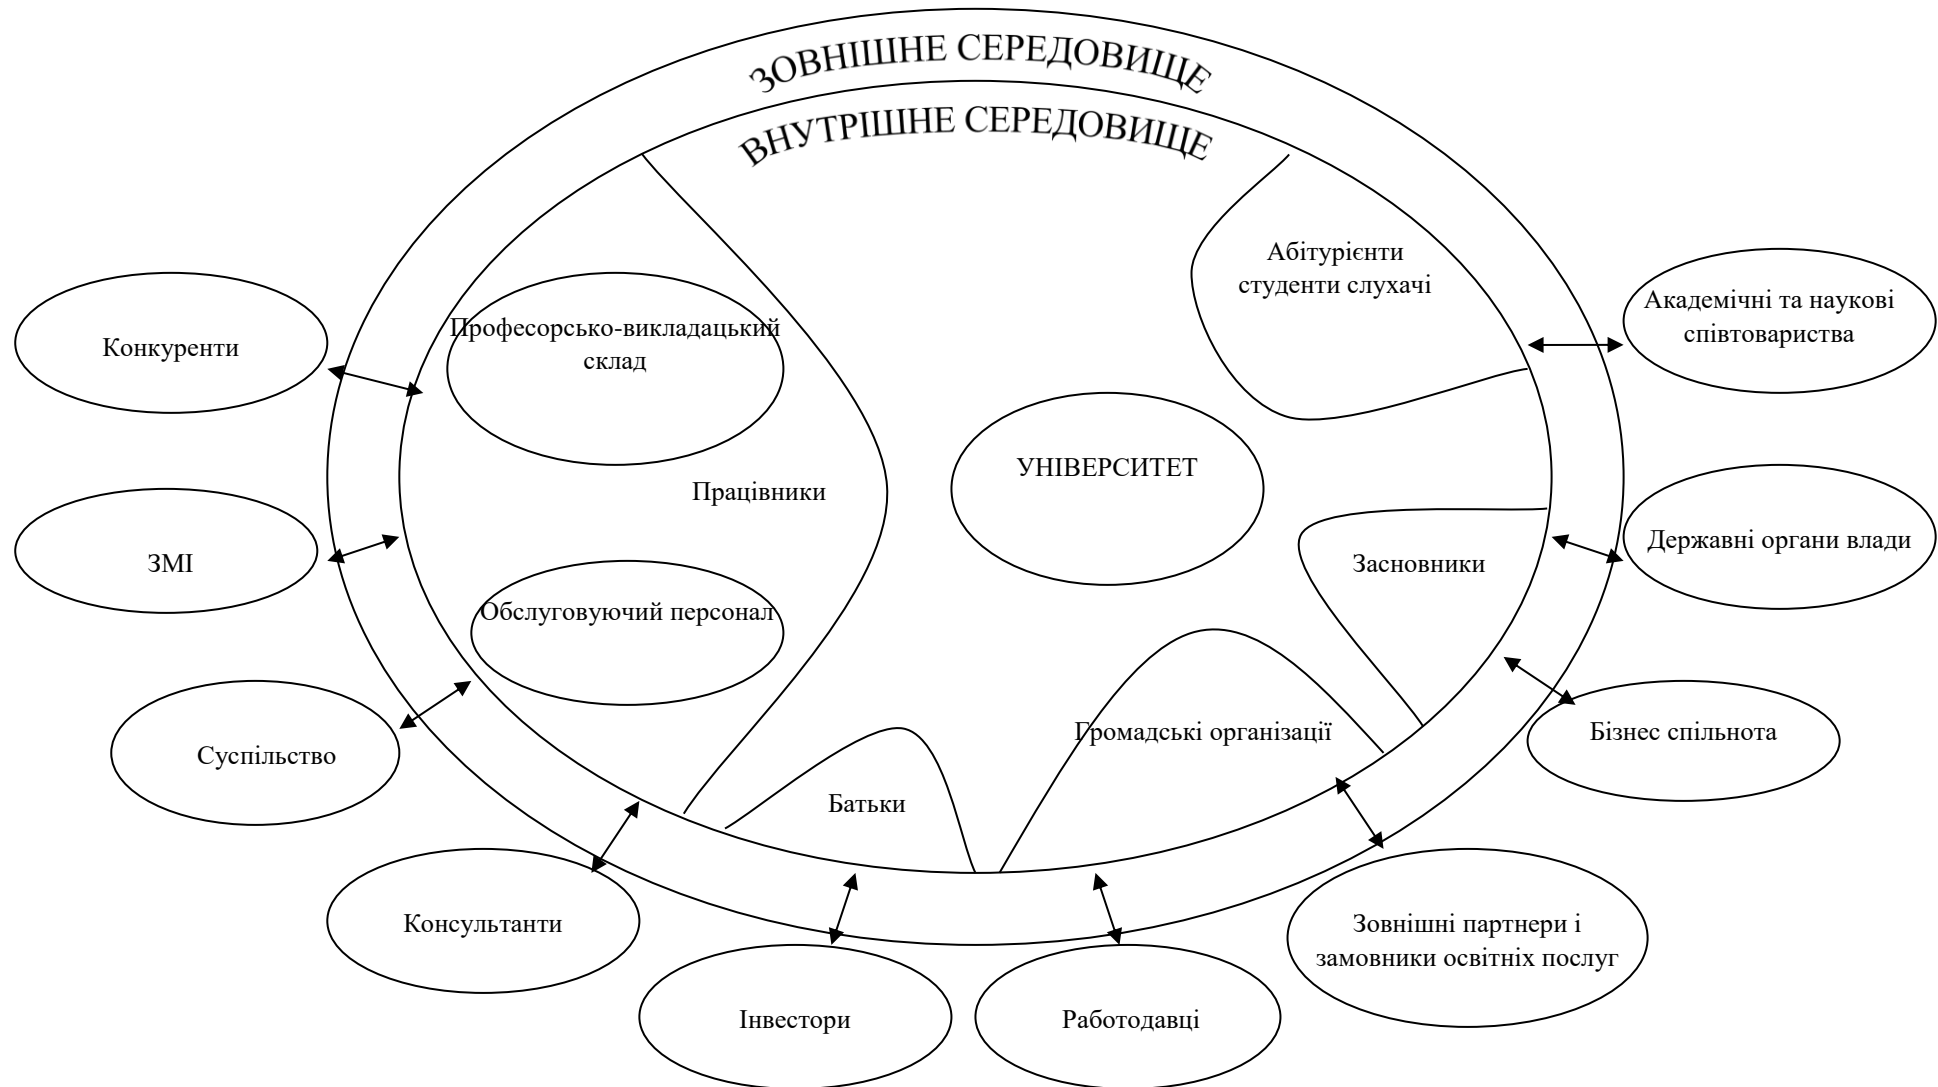 ЗОВНІШНЕ СЕРЕДОВИЩЕ
ВНУТРІШНЕ СЕРЕДОВИЩЕ
Абітурієнти
студенти слухачі
Академічні та наукові
співтовариства
Професорсько-викладацький
склад
Конкуренти
УНІВЕРСИТЕТ
Працівники
Державні органи влади
ЗМІ
Засновники
Обслуговуючий персонал
Громадські організації
Бізнес спільнота
Суспільство
Батьки
Консультанти
Зовнішні партнери і
замовники освітніх послуг
Інвестори
Работодавці